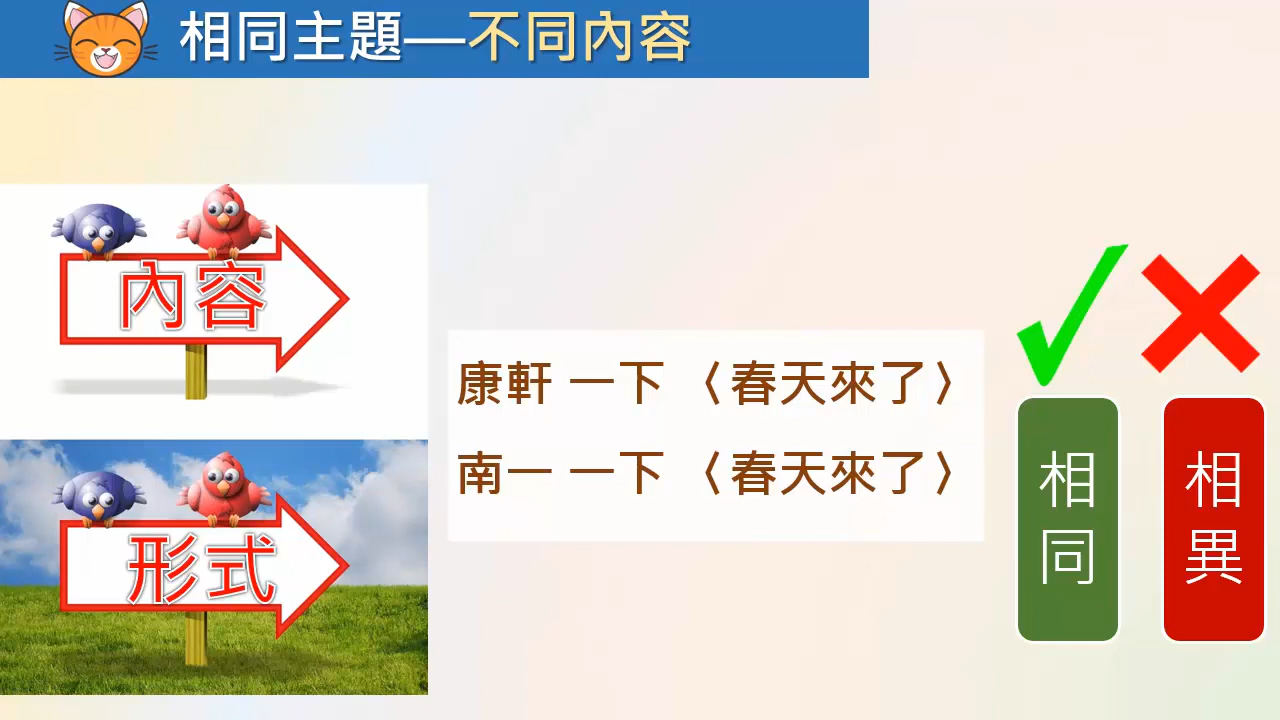 相同主題—不同內容
內容
形式
康軒 一下 〈春天來了〉
南一 一下 〈春天來了〉
相同
相異